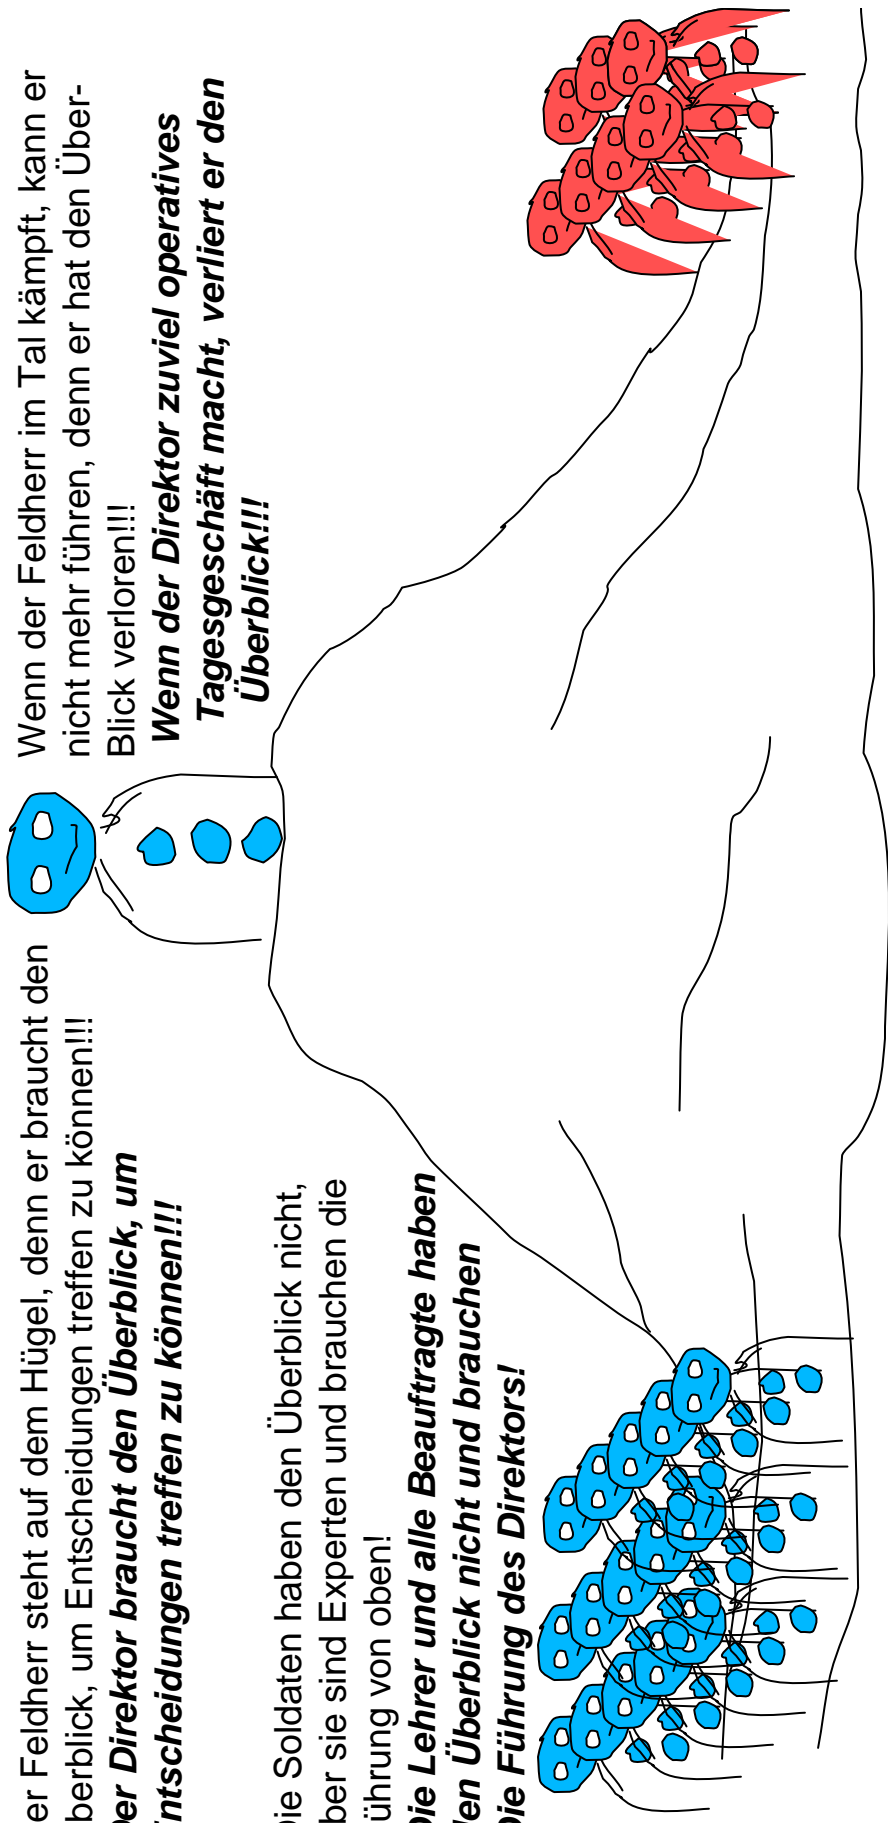 er Feldherr steht auf dem Hügel, denn er braucht den
berblick, um Entscheidungen treffen zu können!!!
er Direktor braucht den Überblick, um
ntscheidungen treffen zu können!!!
ie Soldaten haben den Überblick nicht,
ber sie sind Experten und brauchen die
ührung von oben!
ie Lehrer und alle Beauftragte haben
en Überblick nicht und brauchen
ie Führung des Direktors!
Wenn der Feldherr im Tal kämpft, kann er
nicht mehr führen, denn er hat den Über-
Blick verloren!!!
Wenn der Direktor zuviel operatives
Tagesgeschäft macht, verliert er den
Überblick!!!